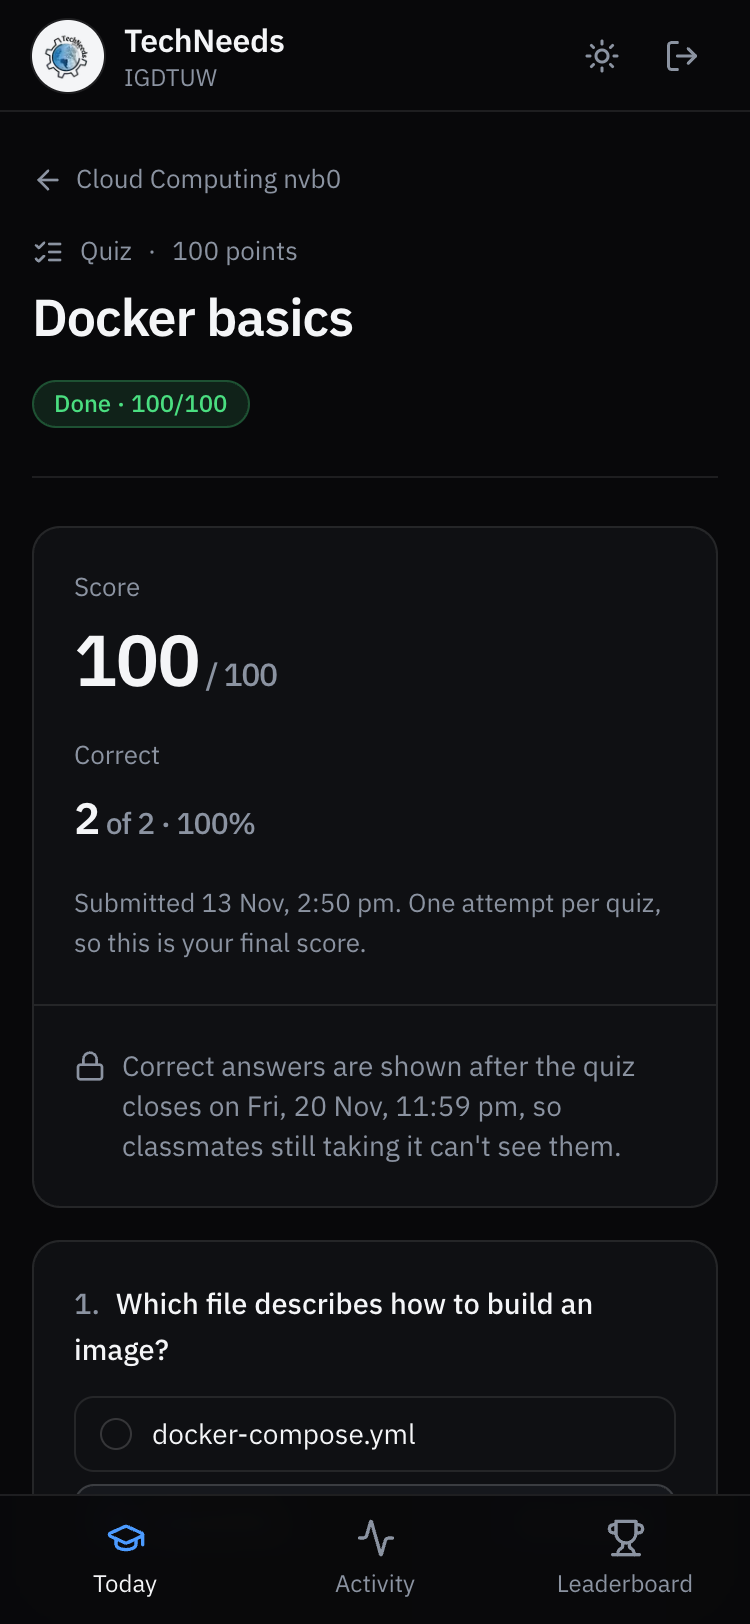 TechNeeds
TechNeeds
IGDTUW
Cloud Computing nvb0
Quiz · 100 points
Docker basics
Done · 100/100
Score
100 / 100
Correct
2 of 2 · 100%
Submitted 13 Nov, 2:50 pm. One attempt per quiz,
so this is your final score.
Correct answers are shown after the quiz
closes on Fri, 20 Nov, 11:59 pm, so
classmates still taking it can't see them.
1. Which file describes how to build an
image?
docker-compose.yml
Today
Activity
Leaderboard